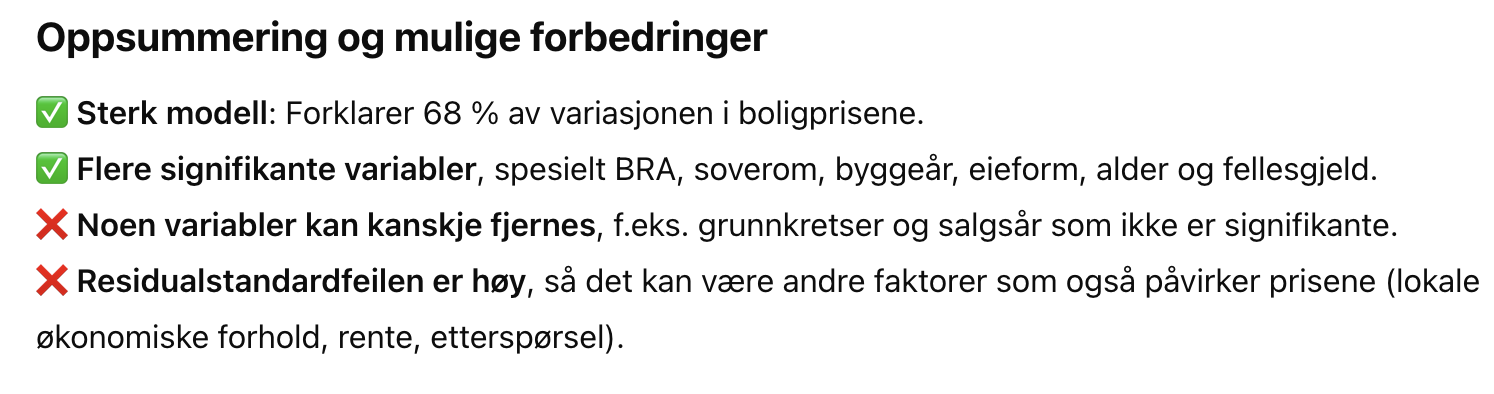 Oppsummering og mulige forbedringer
✅ Sterk modell: Forklarer 68 % av variasjonen i boligprisene.
✅ Flere signifikante variabler, spesielt BRA, soverom, byggeår, eieform, alder og fellesgjeld.
❌ Noen variabler kan kanskje fjernes, f.eks. grunnkretser og salgsår som ikke er signifikante.
❌ Residualstandardfeilen er høy, så det kan være andre faktorer som også påvirker prisene (lokale
økonomiske forhold, rente, etterspørsel).